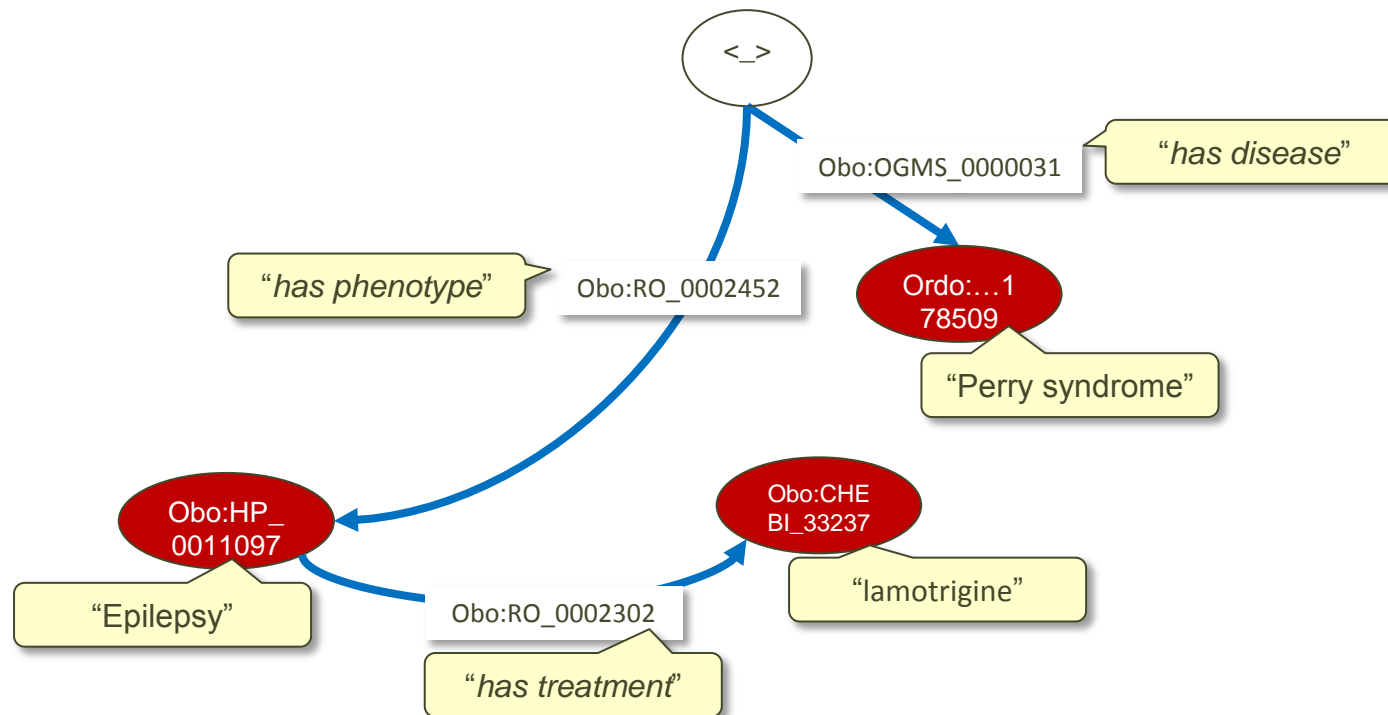 <_>
Obo:OGMS_0000031
“has disease”
“has phenotype”
Obo:RO_0002452
Ordo:…1
78509
“Perry syndrome”
Obo:HP_
0011097
Obo:CHE
BI_33237
“Epilepsy”
Obo:RO_0002302
“lamotrigine”
“has treatment”